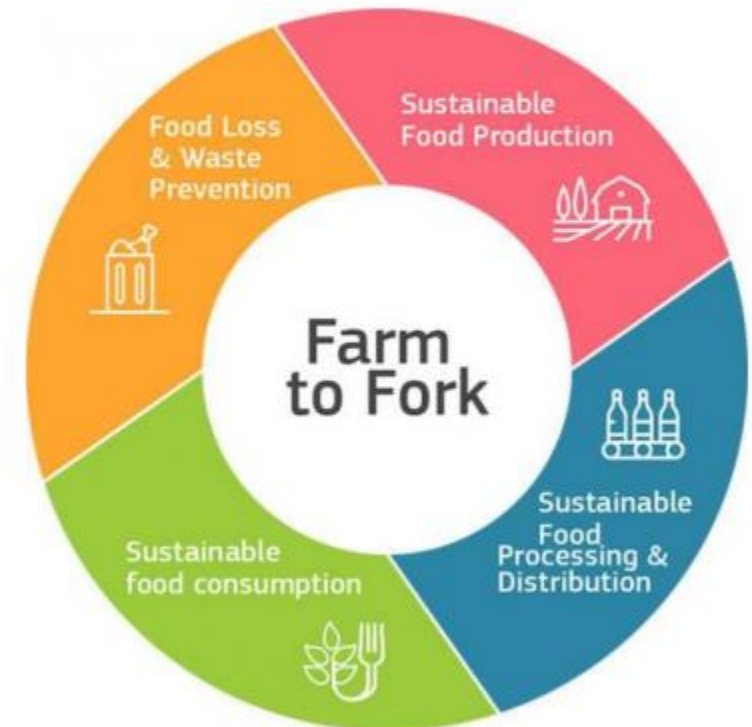 Food Loss
& Waste
Prevention
Sustainable
Food Production
Farm
to Fork
Sustainable
Food
Processing &
Distribution
Sustainable
food consumption